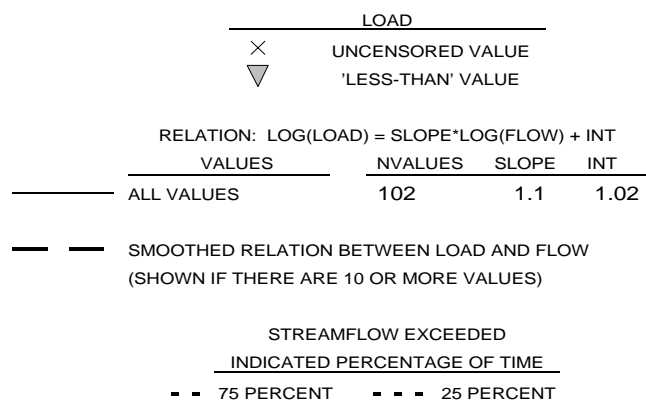 LOAD
UNCENSORED VALUE
'LESS-THAN' VALUE
RELATION: LOG(LOAD) = SLOPE*LOG(FLOW) + INT
VALUES NVALUES SLOPE INT
ALL VALUES 102 1.1 1.02
SMOOTHED RELATION BETWEEN LOAD AND FLOW
(SHOWN IF THERE ARE 10 OR MORE VALUES)
STREAMFLOW EXCEEDED
INDICATED PERCENTAGE OF TIME
75 PERCENT 25 PERCENT